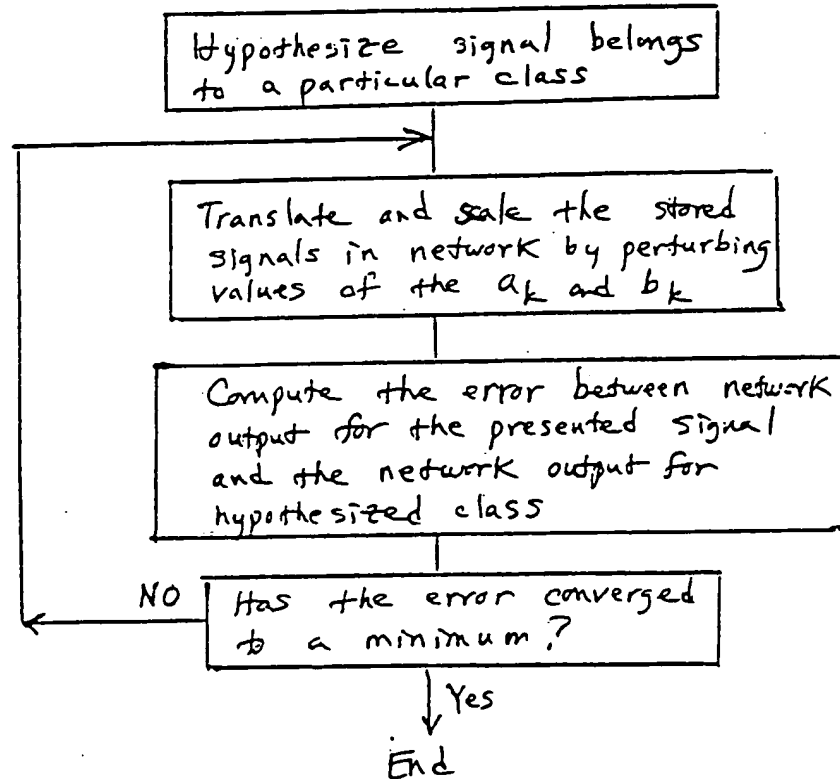 Hypothesize signal belongs
to a particular class
Translate and scale the stored
signals in network by perturbing
values of the a_k and b_k
Compute the error between network
output for the presented signal
and the network output for
hypothesized class
NO
Has the error converged
to a minimum?
Yes
End